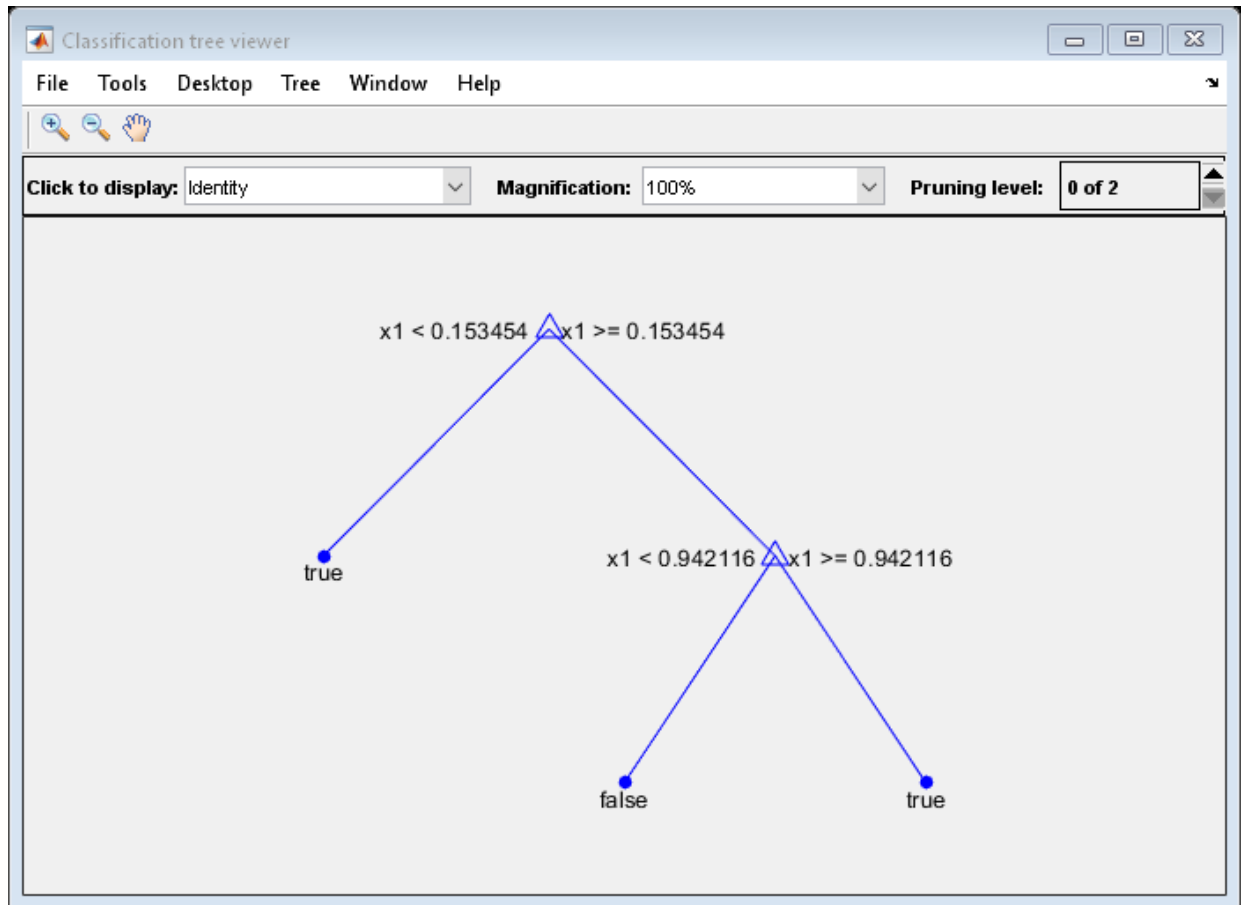 Classification tree viewer
File Tools Desktop Tree Window Help
Click to display: Identity Magnification: 100% Pruning level: 0 of 2
x1 < 0.153454 x1 >= 0.153454
true
x1 < 0.942116 x1 >= 0.942116
false true